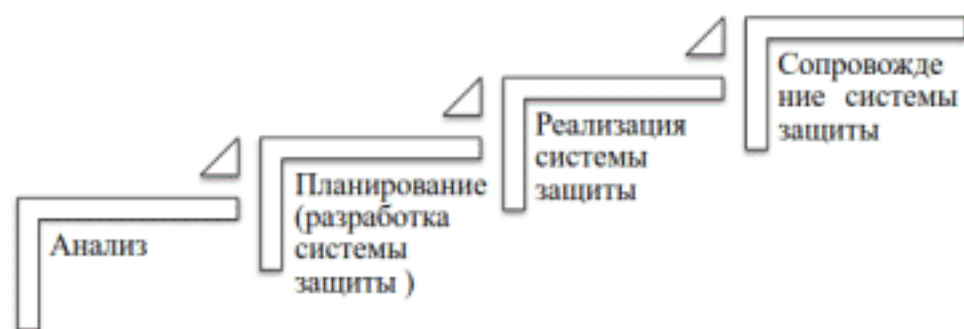 Анализ
Планирование
(разработка
системы
защиты )
Реализация
системы
защиты
Сопровожде
ние системы
защиты